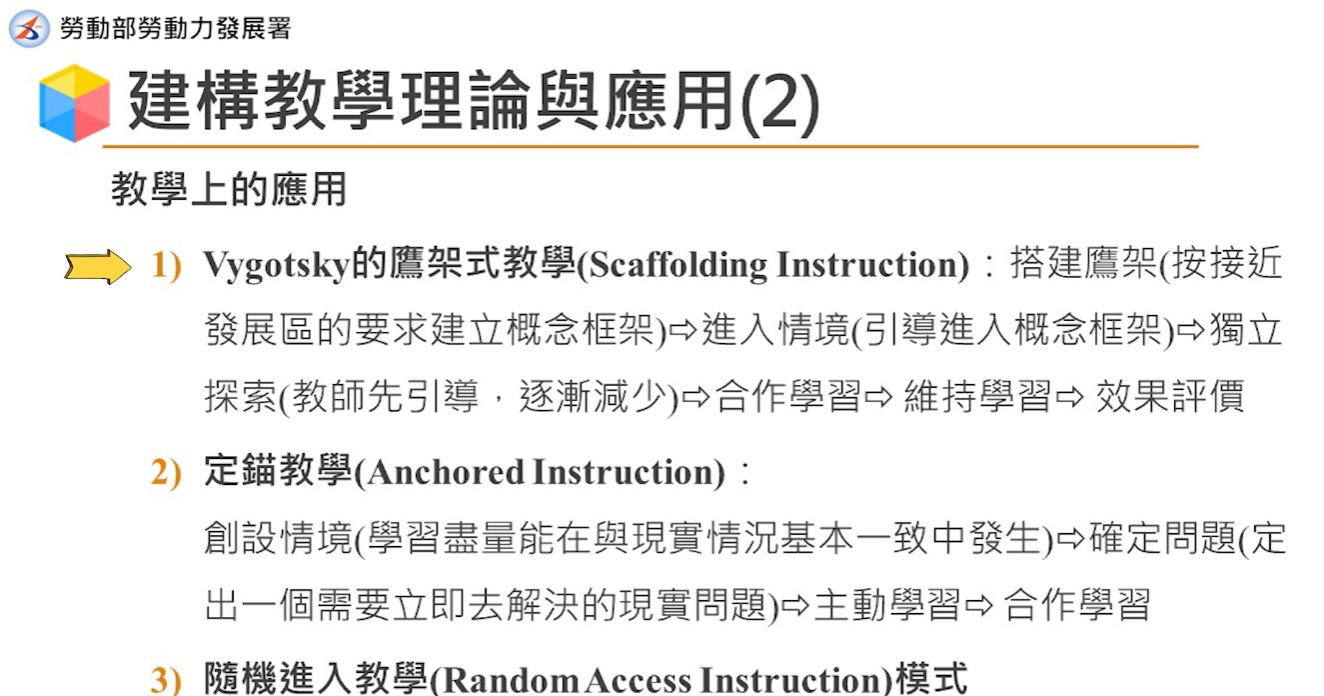 勞動部勞動力發展署
建構教學理論與應用(2)
教學上的應用
1) Vygotsky的鷹架式教學(Scaffolding Instruction)：搭建鷹架(按接近
發展區的要求建立概念框架)⇨進入情境(引導進入概念框架)⇨獨立
探索(教師先引導，逐漸減少)⇨合作學習⇨ 維持學習⇨ 效果評價
2) 定錨教學(Anchored Instruction)：
創設情境(學習盡量能在與現實情況基本一致中發生)⇨確定問題(定
出一個需要立即去解決的現實問題)⇨主動學習⇨ 合作學習
3) 隨機進入教學(Random Access Instruction)模式